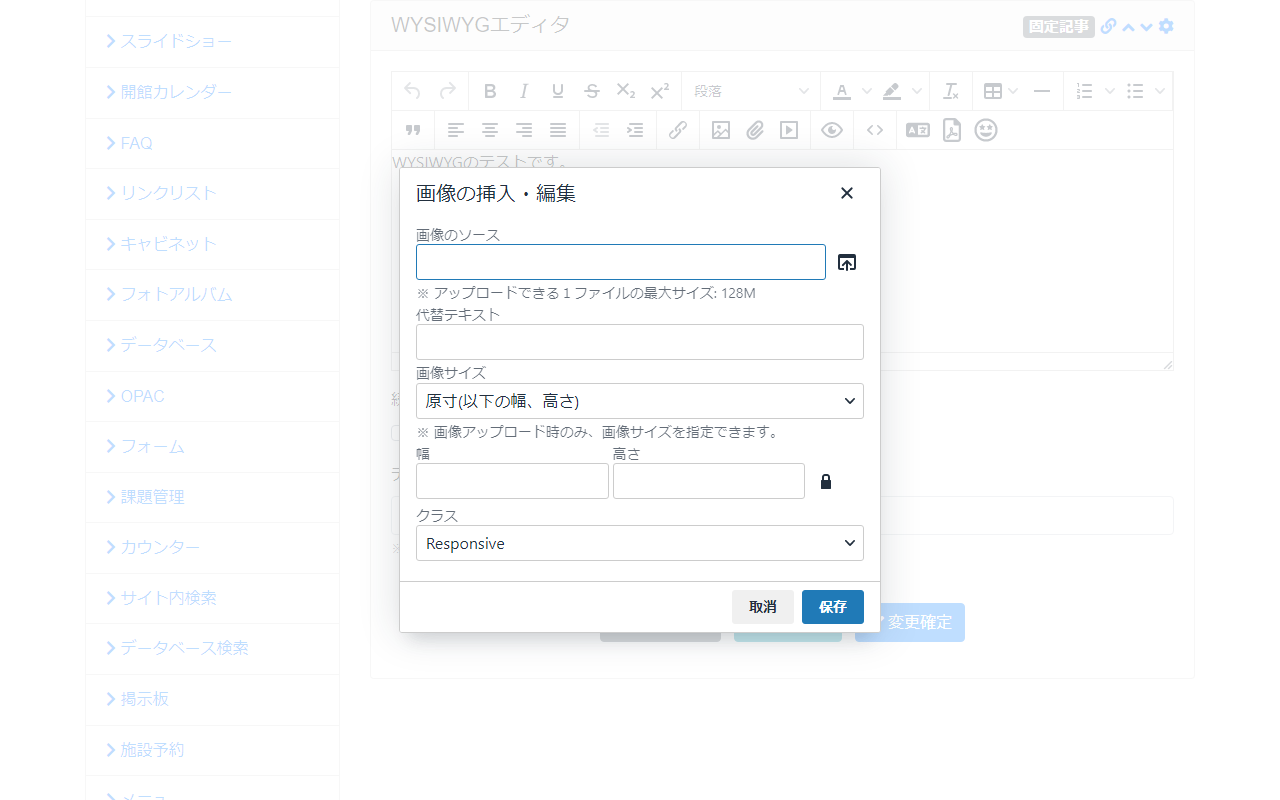 スライドショー
開館カレンダー
FAQ
リンクリスト
キャビネット
フォトアルバム
データベース
OPAC
フォーム
課題管理
カウンター
サイト内検索
データベース検索
掲示板
施設予約
WYSIWYGエディタ
固定記事
B I U S X₂ X² 段落 A
WYSIWYGのテストです。
画像の挿入・編集
画像のソース
※ アップロードできる１ファイルの最大サイズ: 128M
代替テキスト
画像サイズ
原寸(以下の幅、高さ)
※ 画像アップロード時のみ、画像サイズを指定できます。
幅 高さ
クラス
Responsive
取消 保存
変更確定